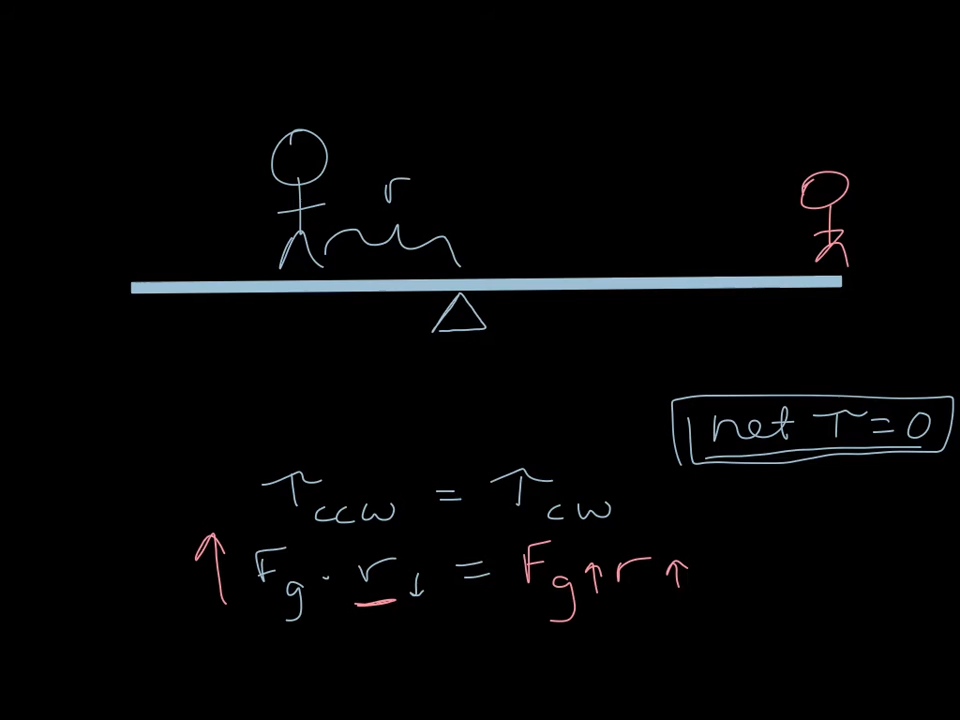 r
net τ = 0
τccw = τcw
↑ Fg · r ↓ = Fg ↑ r ↑